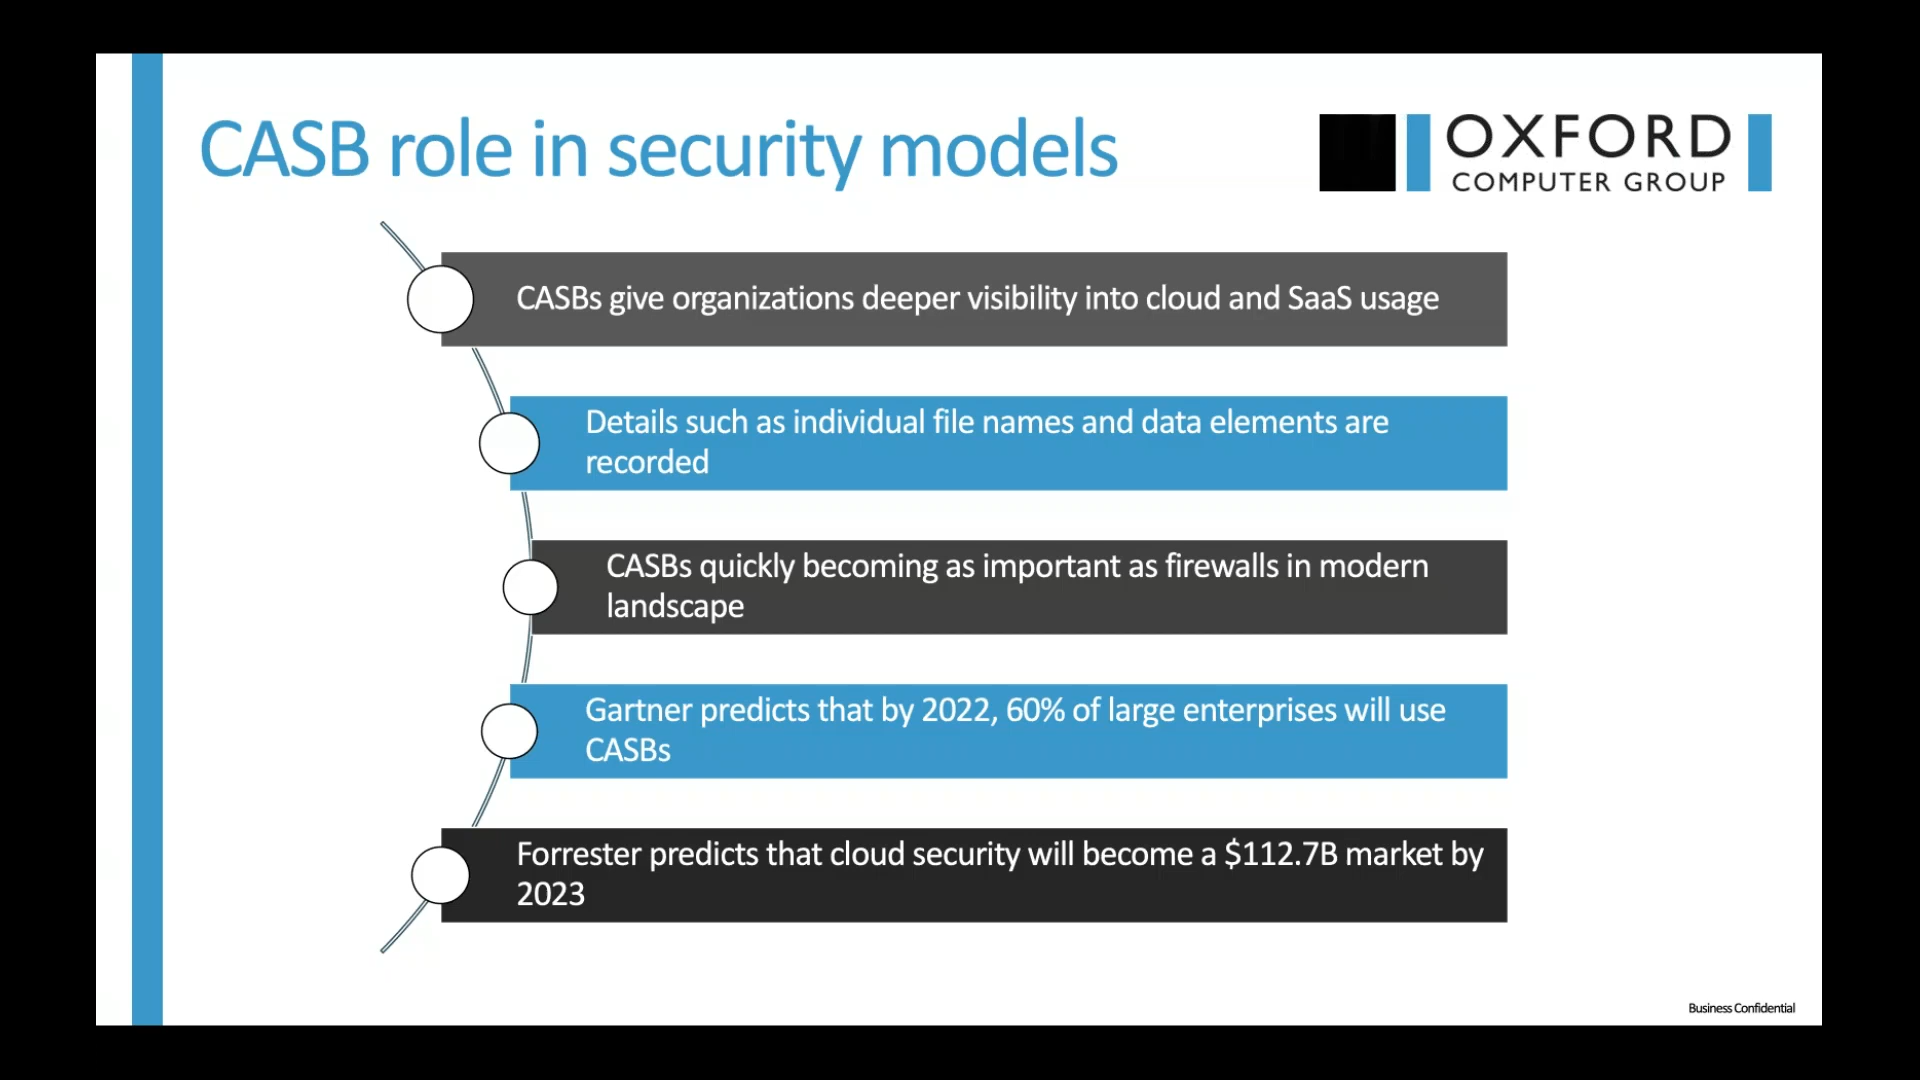 CASB role in security models
OXFORD
COMPUTER GROUP
CASBs give organizations deeper visibility into cloud and SaaS usage
Details such as individual file names and data elements are
recorded
CASBs quickly becoming as important as firewalls in modern
landscape
Gartner predicts that by 2022, 60% of large enterprises will use
CASBs
Forrester predicts that cloud security will become a $112.7B market by
2023
Business Confidential